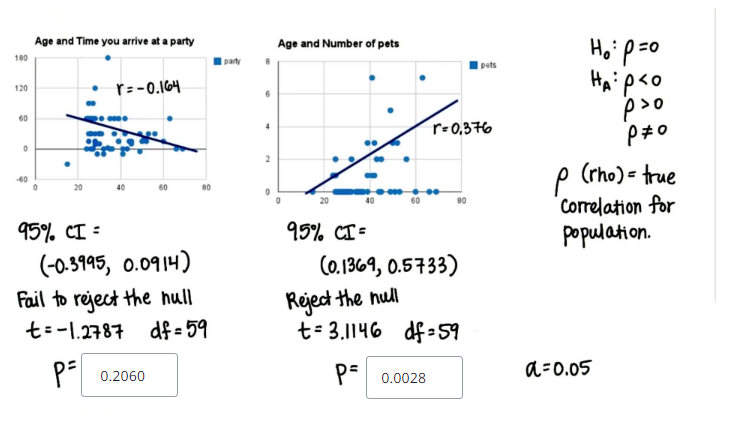 Age and Time you arrive at a party
180
120
60
0
-60
0 20 40 60 80
party
r = -0.164
Age and Number of pets
8
6
4
2
0
0 20 40 60 80
pets
r = 0.376
H₀: ρ = 0
Hᴀ: ρ < 0
ρ > 0
ρ ≠ 0
ρ (rho) = true
correlation for
population.
95% CI =
(-0.3995, 0.0914)
Fail to reject the null
t = -1.2787 df = 59
p = 0.2060
95% CI =
(0.1369, 0.5733)
Reject the null
t = 3.1146 df = 59
p = 0.0028
α = 0.05